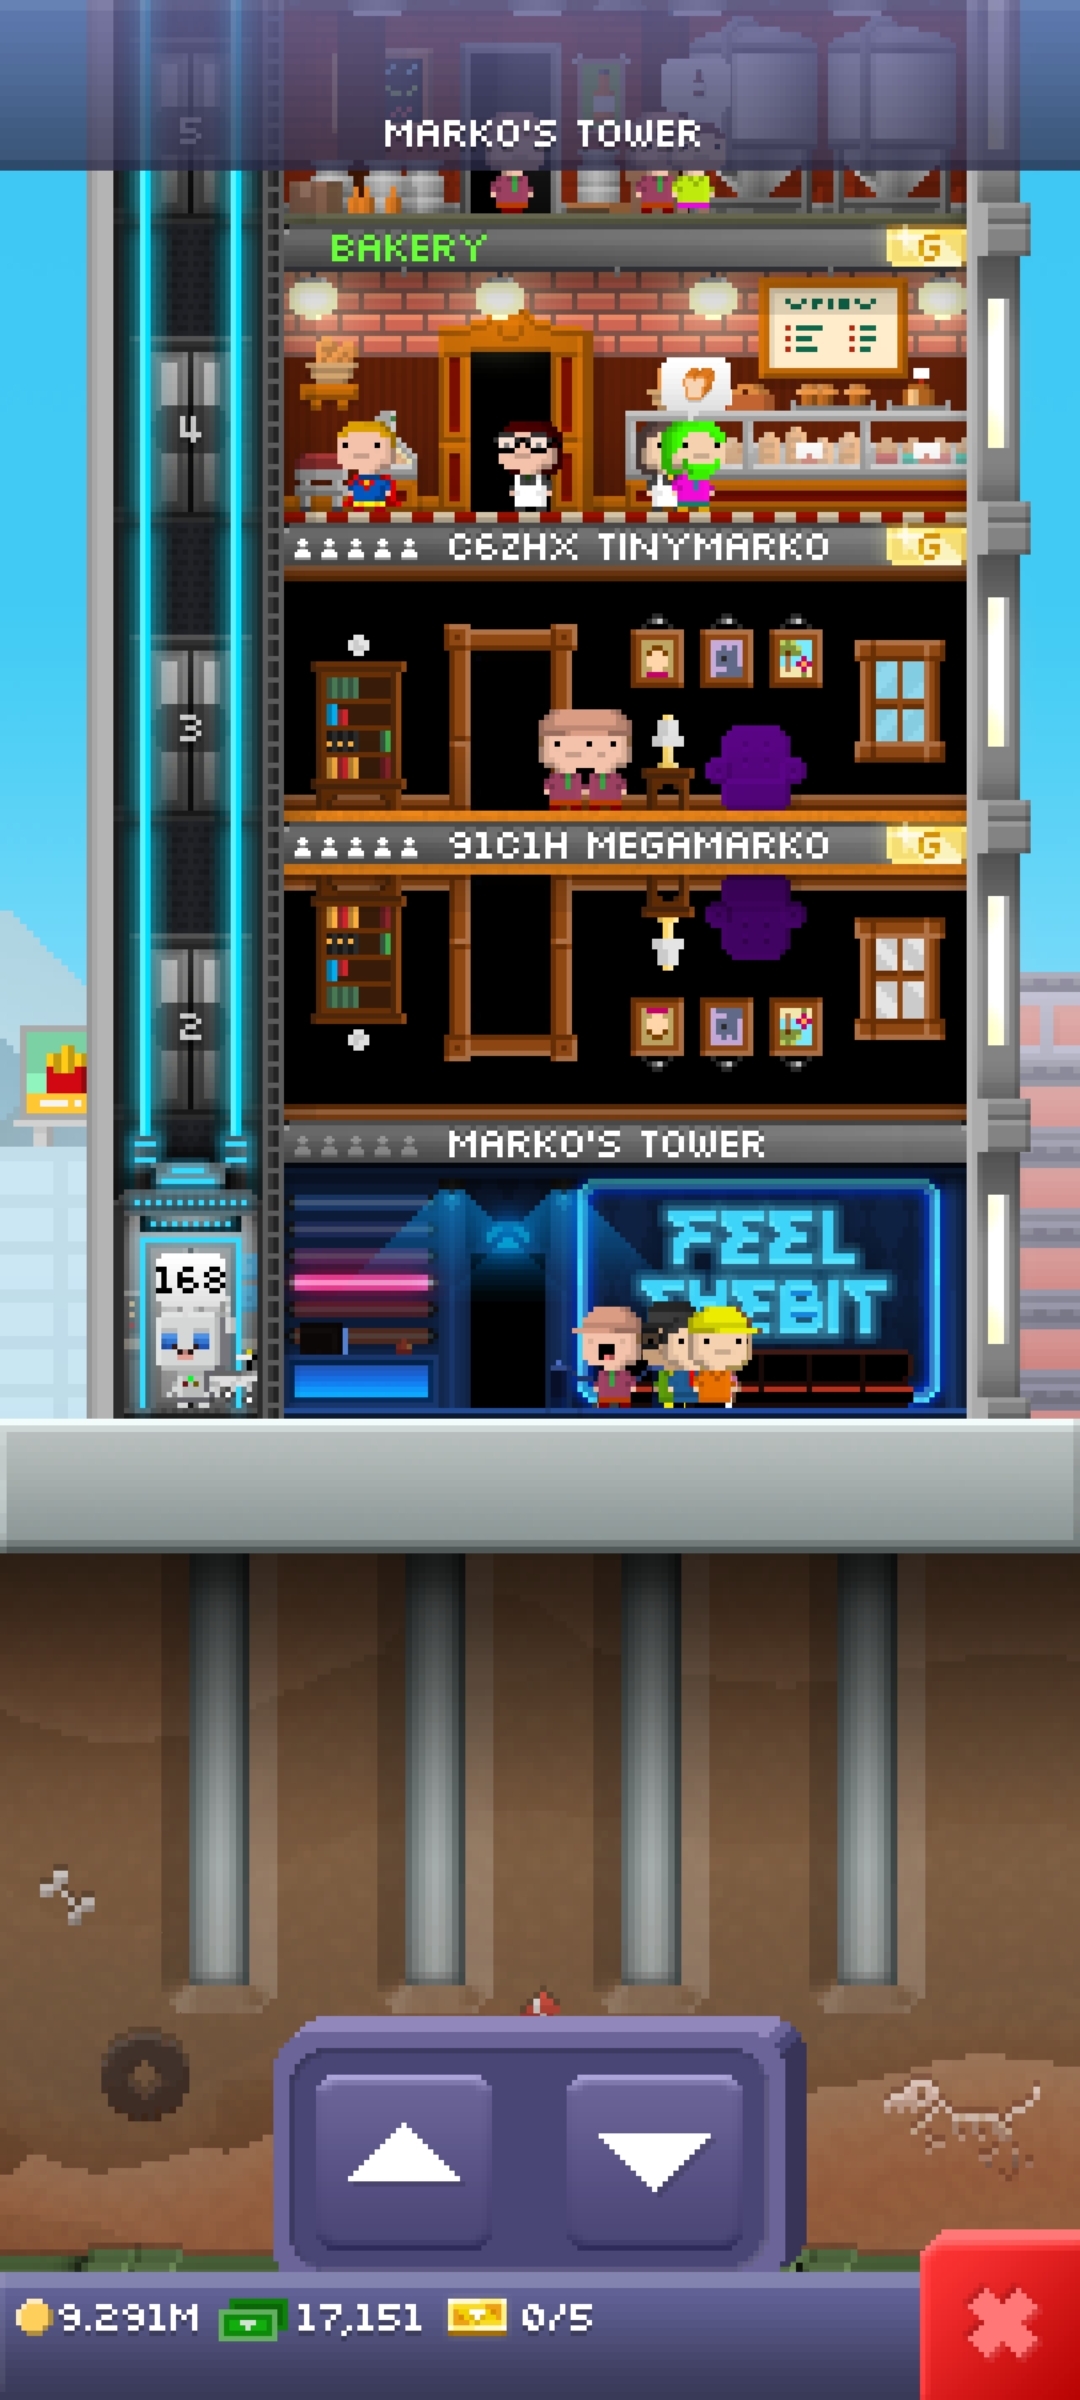 MARKO'S TOWER
5
BAKERY
G
4
C6ZHX TINYMARKO
G
3
91C1H MEGAMARKO
G
2
MARKO'S TOWER
FEEL
THEBIT
168
9.291M
17,151
0/5